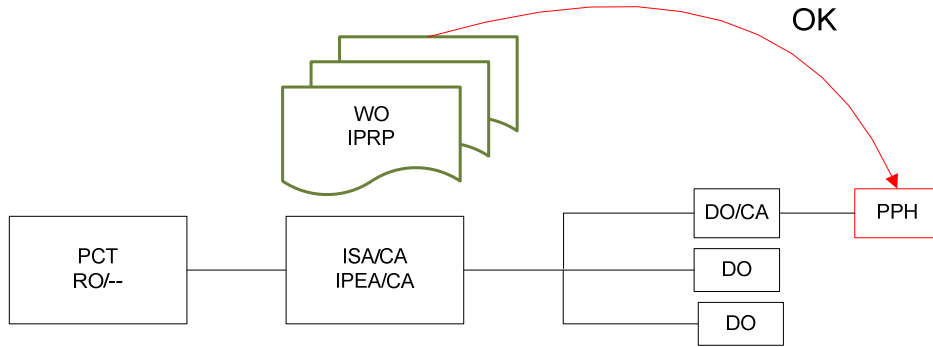 OK
WO
IPRP
DO/CA
PPH
PCT
RO/--
ISA/CA
IPEA/CA
DO
DO